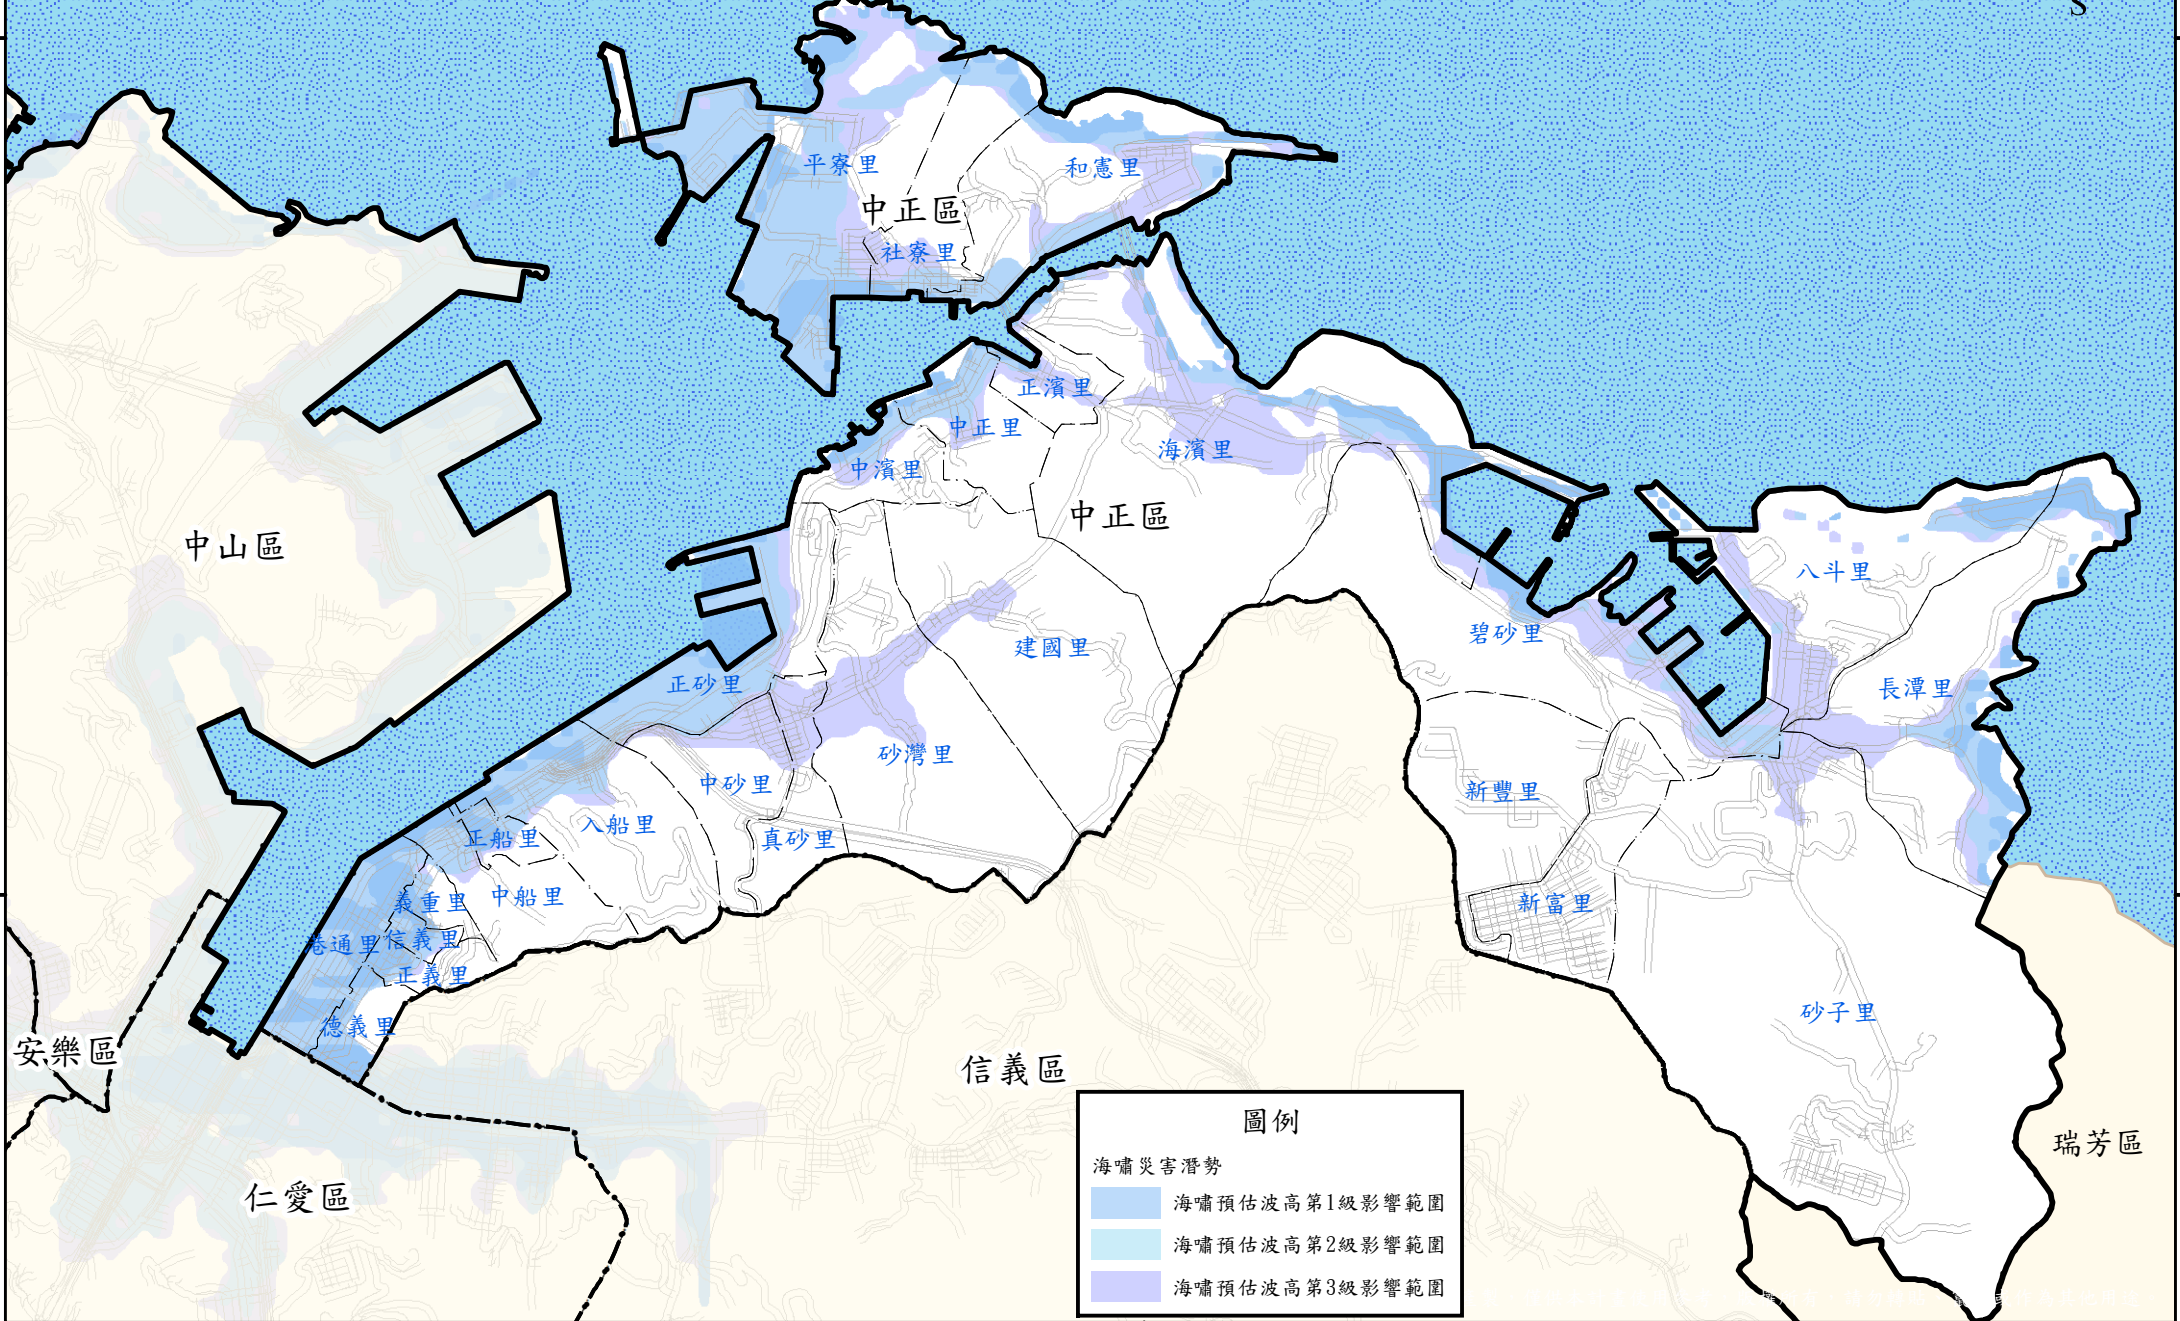 S
平寮里
和憲里
中正區
社寮里
正濱里
中正里
海濱里
中濱里
中正區
中山區
八斗里
碧砂里
建國里
正砂里
長潭里
砂灣里
中砂里
新豐里
入船里
正船里
真砂里
中船里
義重里
新富里
港通里
信義里
正義里
砂子里
德義里
安樂區
信義區
瑞芳區
仁愛區
圖例
海嘯災害潛勢
海嘯預估波高第1級影響範圍
海嘯預估波高第2級影響範圍
海嘯預估波高第3級影響範圍